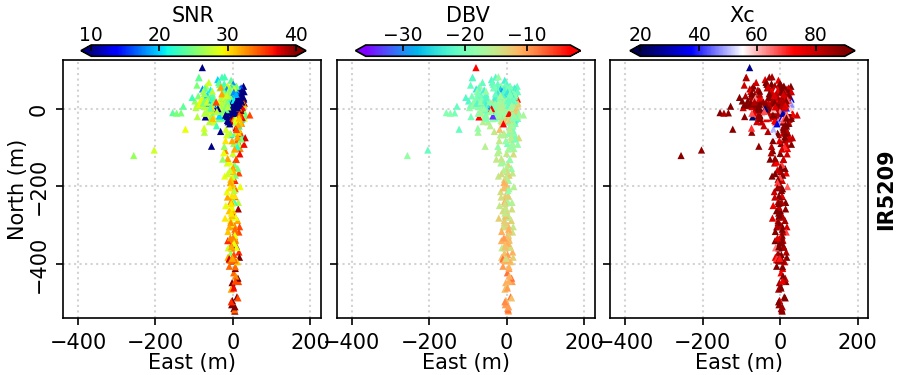 SNR DBV Xc
10 20 30 40 −30 −20 −10 20 40 60 80
North (m)
0
−200
−400
IR5209
−400 −200 0 200 −400 −200 0 200 −400 −200 0 200
East (m) East (m) East (m)